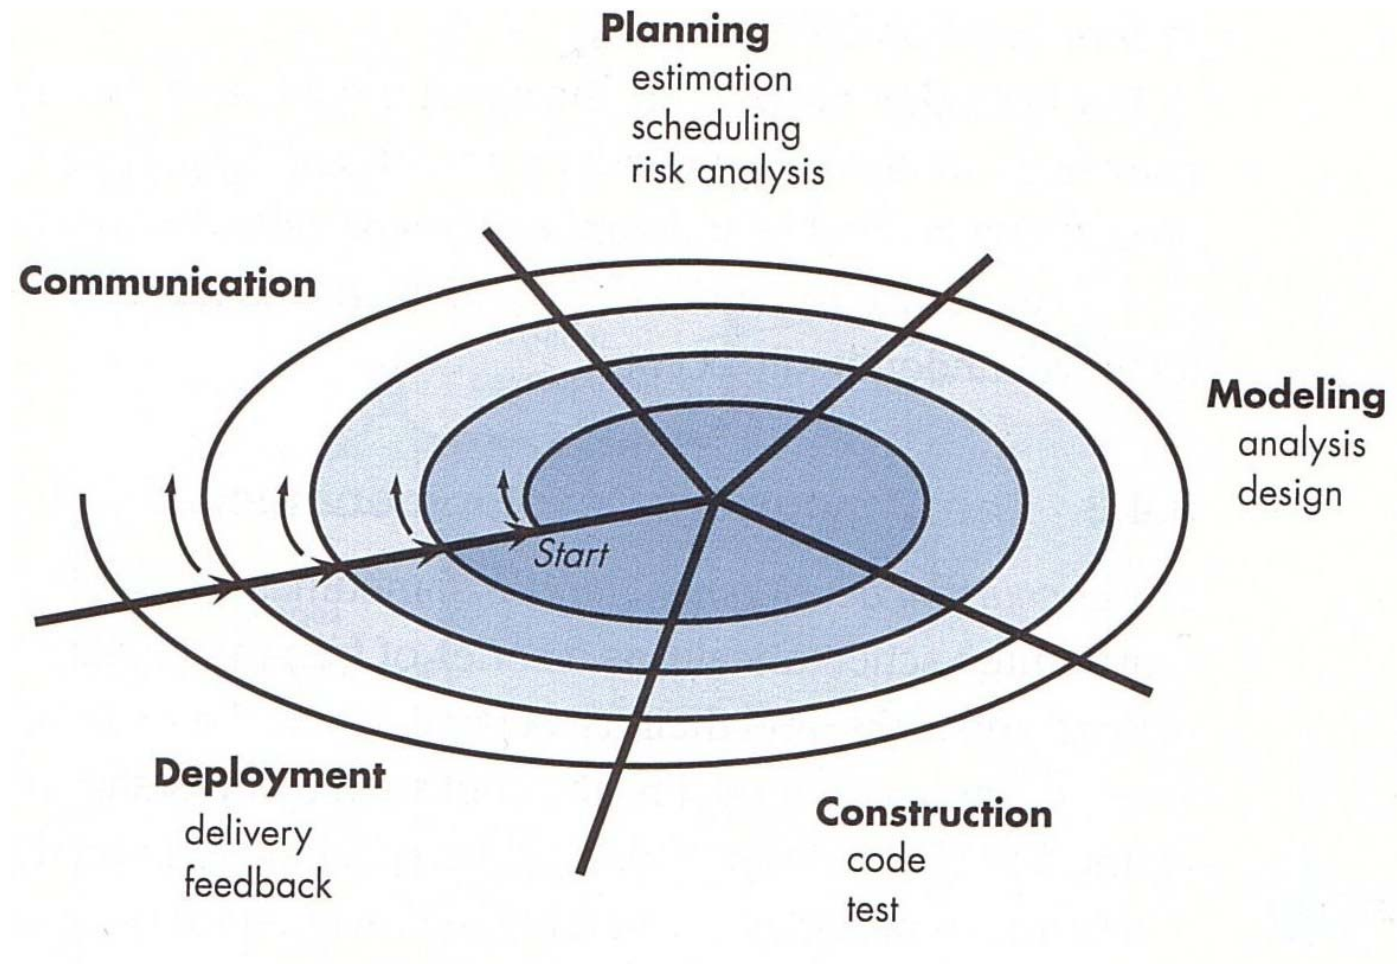 Planning
estimation
scheduling
risk analysis
Communication
Modeling
analysis
design
Start
Deployment
delivery
feedback
Construction
code
test